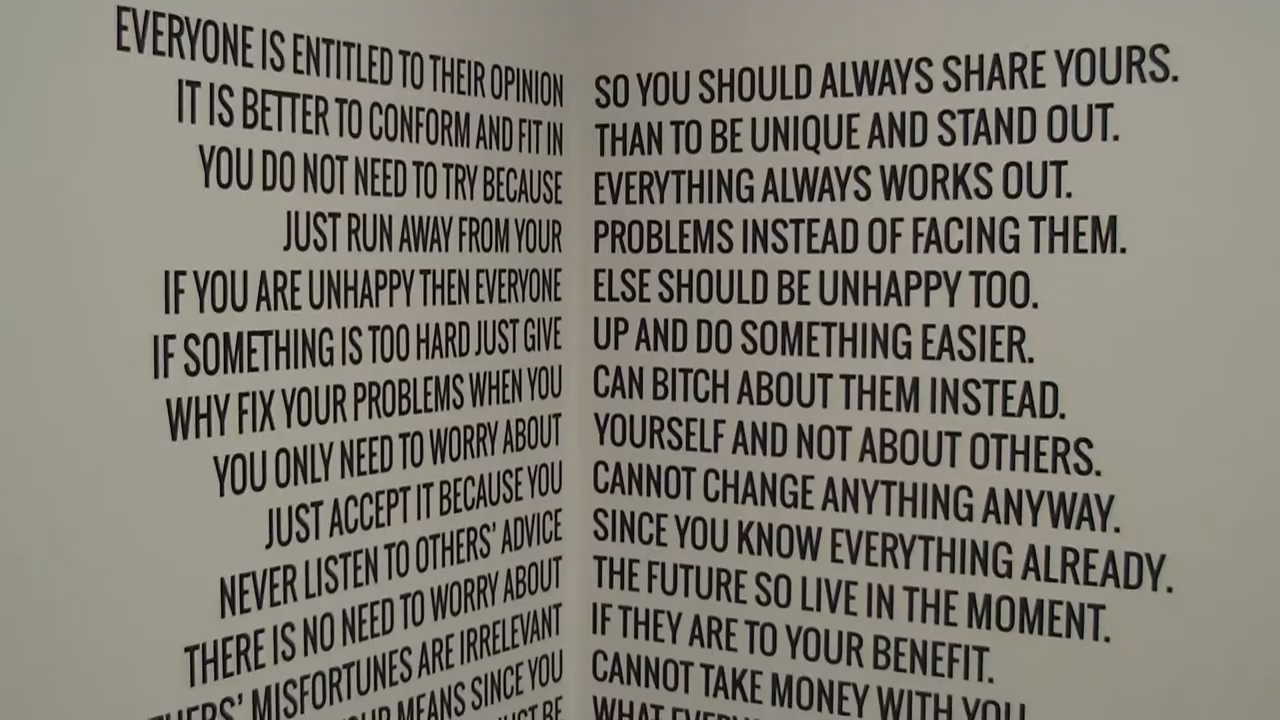 EVERYONE IS ENTITLED TO THEIR OPINION SO YOU SHOULD ALWAYS SHARE YOURS.
IT IS BETTER TO CONFORM AND FIT IN THAN TO BE UNIQUE AND STAND OUT.
YOU DO NOT NEED TO TRY BECAUSE EVERYTHING ALWAYS WORKS OUT.
JUST RUN AWAY FROM YOUR PROBLEMS INSTEAD OF FACING THEM.
IF YOU ARE UNHAPPY THEN EVERYONE ELSE SHOULD BE UNHAPPY TOO.
IF SOMETHING IS TOO HARD JUST GIVE UP AND DO SOMETHING EASIER.
WHY FIX YOUR PROBLEMS WHEN YOU CAN BITCH ABOUT THEM INSTEAD.
YOU ONLY NEED TO WORRY ABOUT YOURSELF AND NOT ABOUT OTHERS.
JUST ACCEPT IT BECAUSE YOU CANNOT CHANGE ANYTHING ANYWAY.
NEVER LISTEN TO OTHERS' ADVICE SINCE YOU KNOW EVERYTHING ALREADY.
THERE IS NO NEED TO WORRY ABOUT THE FUTURE SO LIVE IN THE MOMENT.
MISFORTUNES ARE IRRELEVANT IF THEY ARE TO YOUR BENEFIT.
MEANS SINCE YOU CANNOT TAKE MONEY WITH YOU
BE WHAT